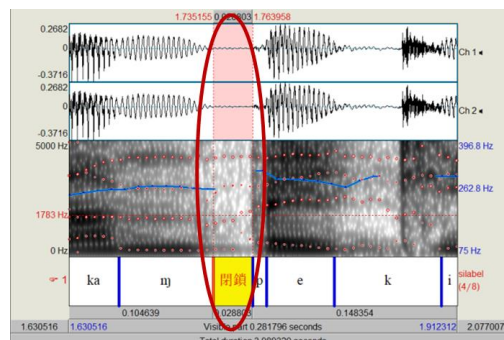 1.735155 0.028803 1.763958
0.2682
0
-0.3716
Ch 1
0.2682
0
-0.3716
Ch 2
5000 Hz
396.8 Hz
1783 Hz
262.8 Hz
0 Hz
75 Hz
1 ka ɲ 閉鎖 p e k i
silabel
(4/8)
0.104639 0.028803 0.148354
1.630516 1.630516 Visible part 0.281796 seconds 1.912312 2.077007